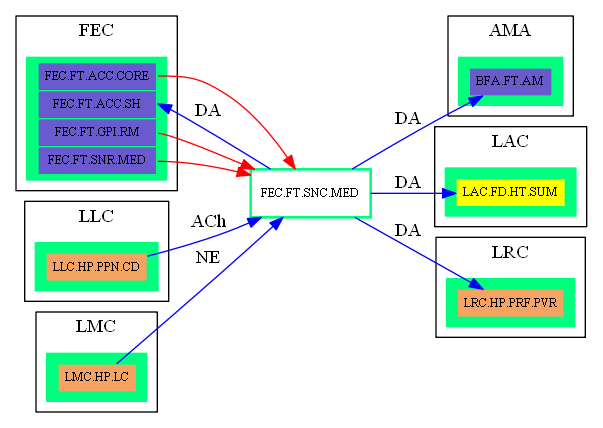 FEC
FEC.FT.ACC.CORE
FEC.FT.ACC.SH
FEC.FT.GPI.RM
FEC.FT.SNR.MED
LLC
LLC.HP.PPN.CD
LMC
LMC.HP.LC
DA
ACh
NE
FEC.FT.SNC.MED
DA
DA
DA
AMA
BFA.FT.AM
LAC
LAC.FD.HT.SUM
LRC
LRC.HP.PRF.PVR